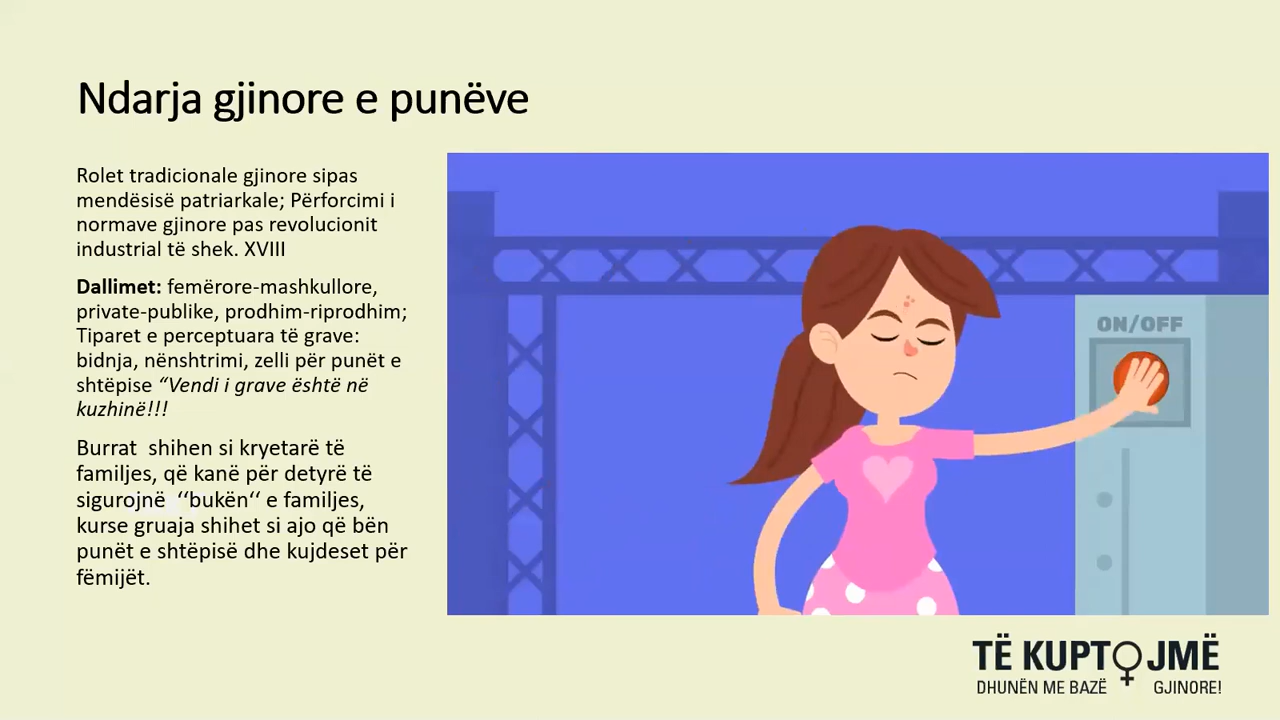 Ndarja gjinore e punëve
Rolet tradicionale gjinore sipas
mendësisë patriarkale; Përforcimi i
normave gjinore pas revolucionit
industrial të shek. XVIII
Dallimet: femërore-mashkullore,
private-publike, prodhim-riprodhim;
Tiparet e perceptuara të grave:
bidnja, nënshtrimi, zelli për punët e
shtëpise “Vendi i grave është në
kuzhinë!!!
Burrat  shihen si kryetarë të
familjes, që kanë për detyrë të
sigurojnë ‘‘bukën‘‘ e familjes,
kurse gruaja shihet si ajo që bën
punët e shtëpisë dhe kujdeset për
fëmijët.
ON/OFF
TË KUPTOJMË
DHUNËN ME BAZË GJINORE!